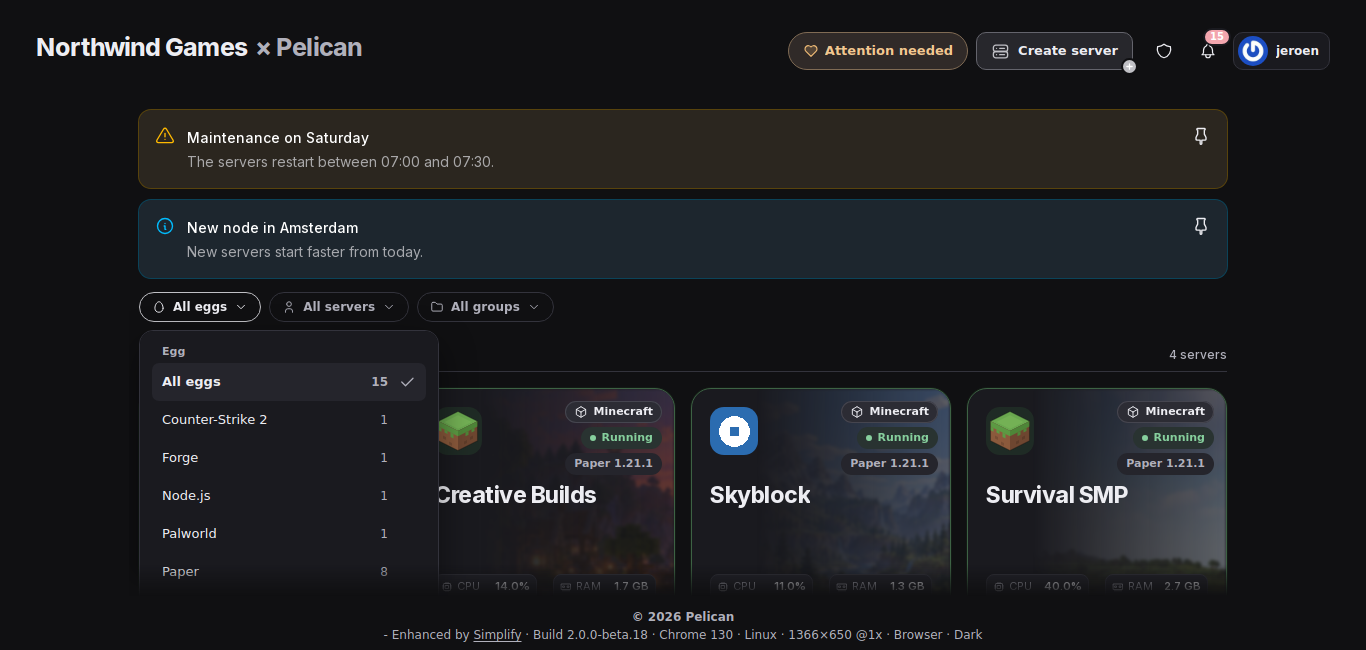 Northwind Games × Pelican
Attention needed
Create server
15
jeroen
Maintenance on Saturday
The servers restart between 07:00 and 07:30.
New node in Amsterdam
New servers start faster from today.
All eggs
All servers
All groups
Egg
All eggs 15
Counter-Strike 2 1
Forge 1
Node.js 1
Palworld 1
Paper 8
4 servers
Minecraft
Running
Paper 1.21.1
Creative Builds
CPU 14.0% RAM 1.7 GB
Minecraft
Running
Paper 1.21.1
Skyblock
CPU 11.0% RAM 1.3 GB
Minecraft
Running
Paper 1.21.1
Survival SMP
CPU 40.0% RAM 2.7 GB
© 2026 Pelican
- Enhanced by Simplify · Build 2.0.0-beta.18 · Chrome 130 · Linux · 1366×650 @1x · Browser · Dark